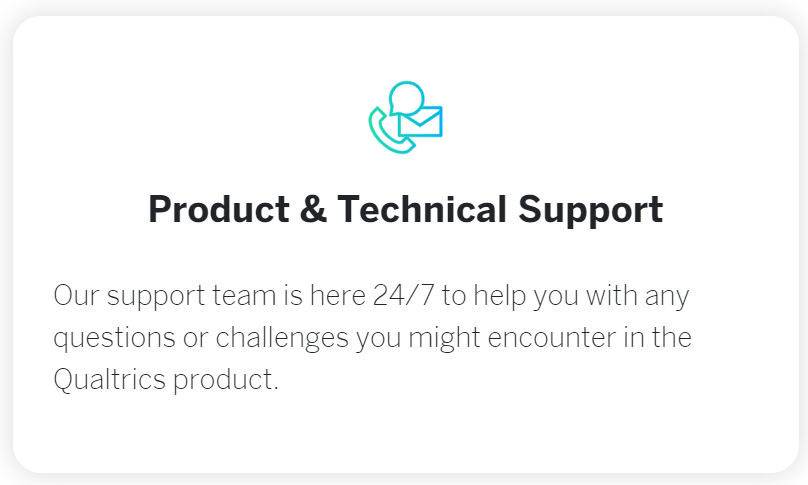 Product & Technical Support
Our support team is here 24/7 to help you with any
questions or challenges you might encounter in the
Qualtrics product.